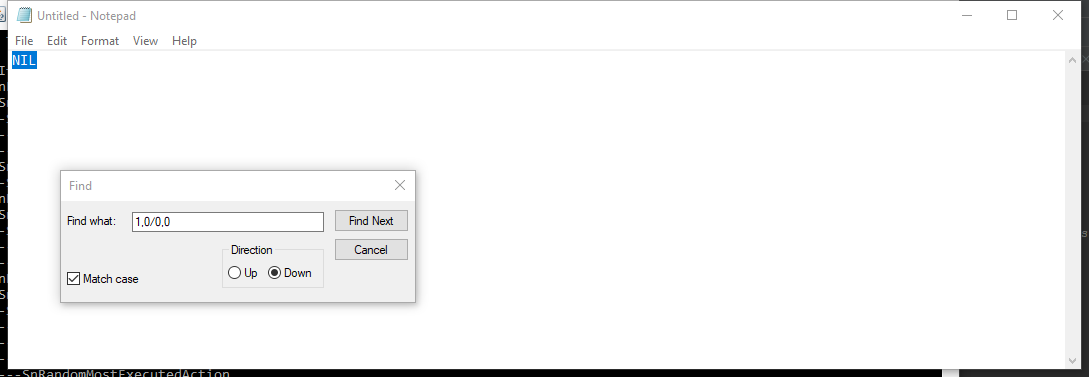 Untitled - Notepad
File Edit Format View Help
NIL
Find
Find what: 1,0/0,0 Find Next
Direction Cancel
Up Down
Match case
---SnRandomMostExecutedAction